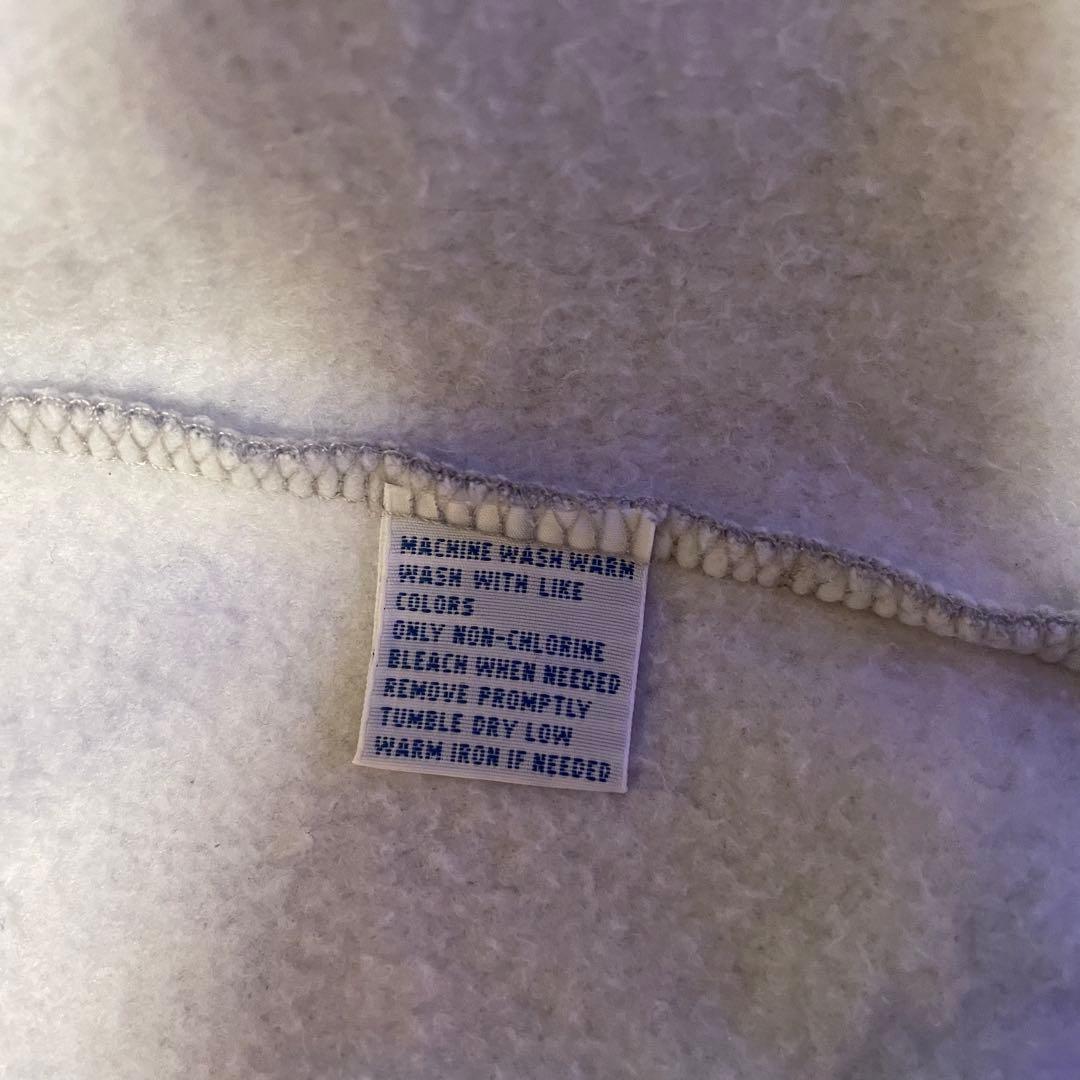 MACHINE WASH WARM
WASH WITH LIKE
COLORS
ONLY NON-CHLORINE
BLEACH WHEN NEEDED
REMOVE PROMPTLY
TUMBLE DRY LOW
WARM IRON IF NEEDED